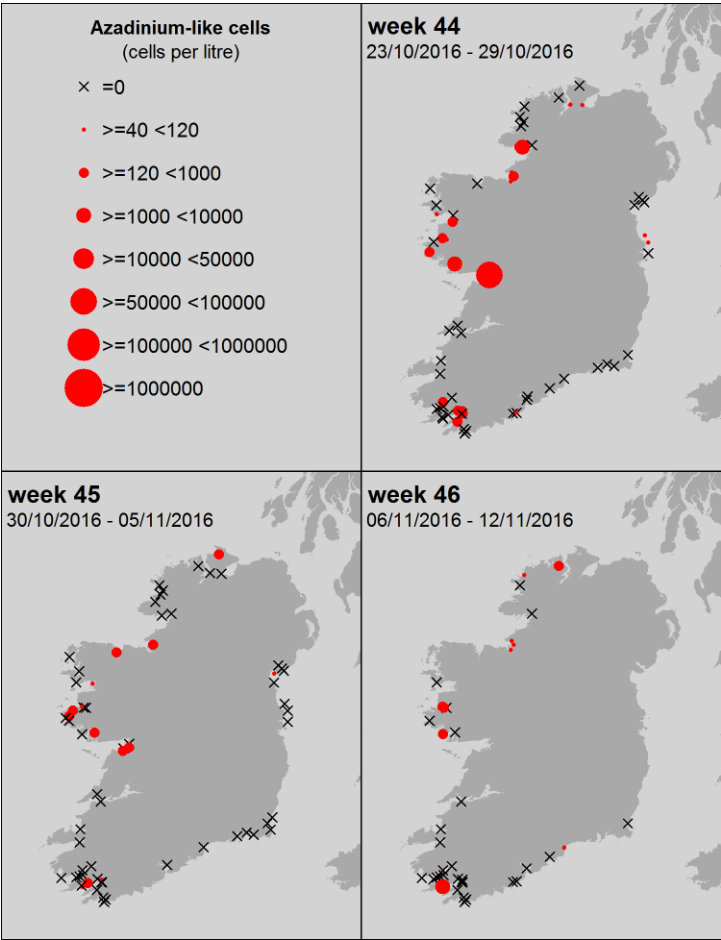 Azadinium-like cells
(cells per litre)
=0
>=40 <120
>=120 <1000
>=1000 <10000
>=10000 <50000
>=50000 <100000
>=100000 <1000000
>=1000000
week 44
23/10/2016 - 29/10/2016
week 45
30/10/2016 - 05/11/2016
week 46
06/11/2016 - 12/11/2016